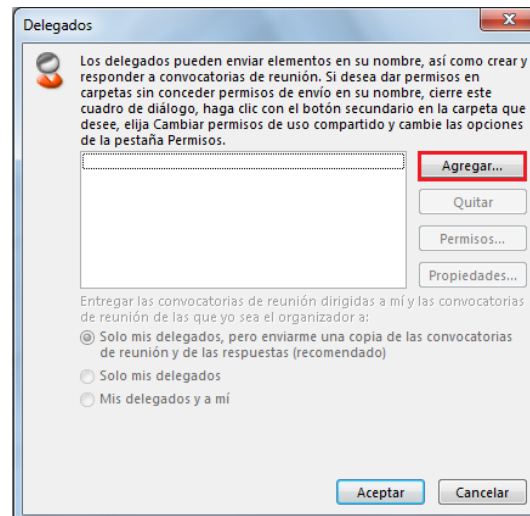 Delegados
Los delegados pueden enviar elementos en su nombre, así como crear y
responder a convocatorias de reunión. Si desea dar permisos en
carpetas sin conceder permisos de envío en su nombre, cierre este
cuadro de diálogo, haga clic con el botón secundario en la carpeta que
desee, elija Cambiar permisos de uso compartido y cambie las opciones
de la pestaña Permisos.
Agregar...
Quitar
Permisos...
Propiedades...
Entregar las convocatorias de reunión dirigidas a mí y las convocatorias
de reunión de las que yo sea el organizador a:
Solo mis delegados, pero enviarme una copia de las convocatorias
de reunión y de las respuestas (recomendado)
Solo mis delegados
Mis delegados y a mí
Aceptar
Cancelar